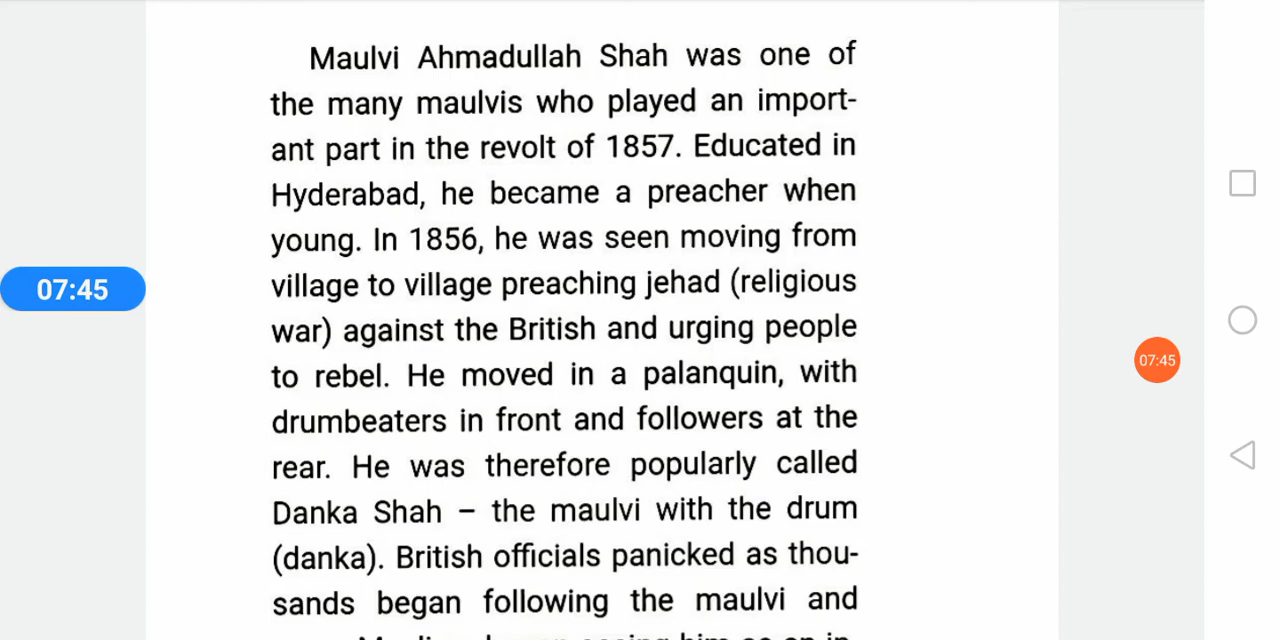 Maulvi Ahmadullah Shah was one of
the many maulvis who played an import-
ant part in the revolt of 1857. Educated in
Hyderabad, he became a preacher when
young. In 1856, he was seen moving from
village to village preaching jehad (religious
07:45
war) against the British and urging people
07:45
to rebel. He moved in a palanquin, with
drumbeaters in front and followers at the
rear. He was therefore popularly called
Danka Shah – the maulvi with the drum
(danka). British officials panicked as thou-
sands began following the maulvi and